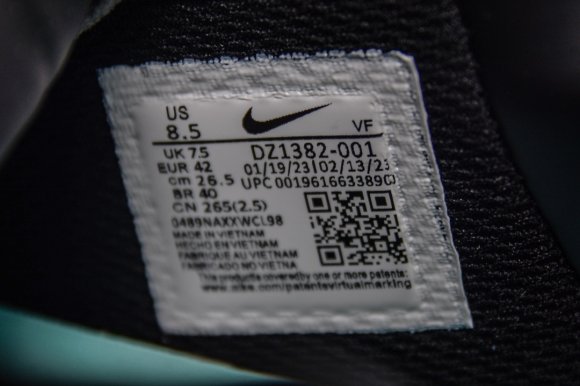 US
8.5
VF
UK 7.5
DZ1382-001
EUR 42
01/19/23 02/13/23
cm 26.5
UPC 001961663389
BR 40
CN 265(2.5)
0489NAXXWCL98
MADE IN VIETNAM
HECHO EN VIETNAM
FABRIQUE AU VIETNAM
FABRICADO NO VIETNA
This product is covered by one or more patents:
www.nike.com/patentsvirtualmarking